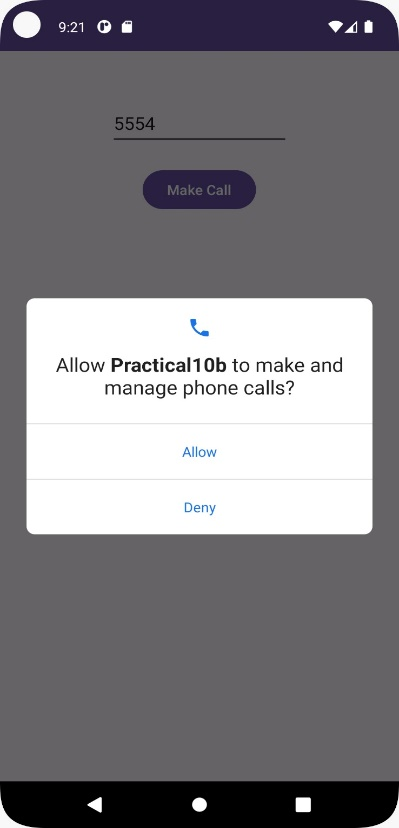 9:21
5554
Make Call
Allow Practical10b to make and
manage phone calls?
Allow
Deny